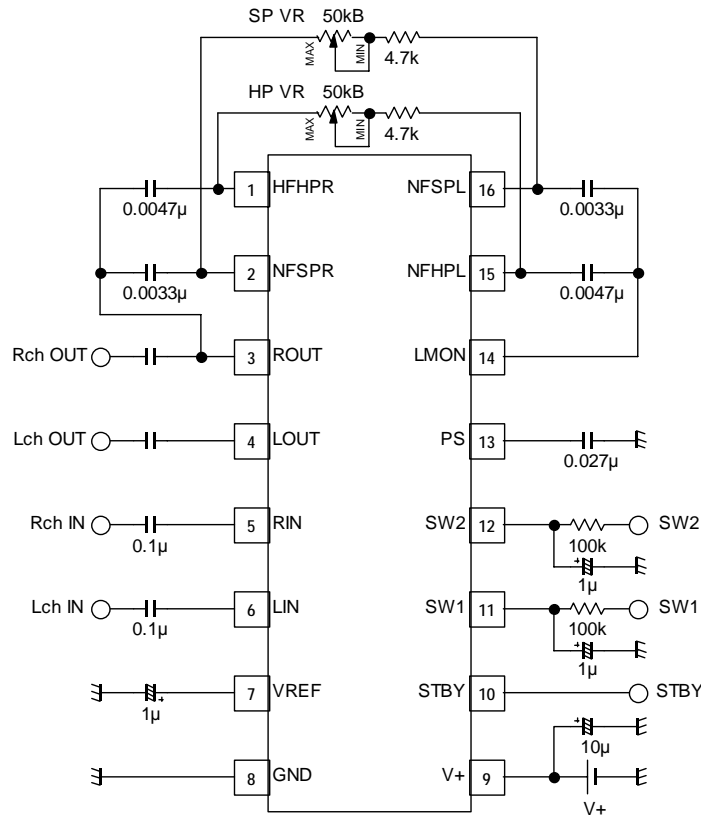 SP VR 50kB
MAX
MIN
4.7k
HP VR 50kB
MAX
MIN
4.7k
1 HFHPR
NFSPL 16
0.0047µ
0.0033µ
2 NFSPR
NFHPL 15
0.0033µ
0.0047µ
Rch OUT
3 ROUT
LMON 14
Lch OUT
4 LOUT
PS 13
0.027µ
Rch IN
0.1µ
5 RIN
SW2 12
100k
SW2
+
1µ
Lch IN
0.1µ
6 LIN
SW1 11
100k
SW1
+
1µ
1µ
+
7 VREF
STBY 10
STBY
+
10µ
8 GND
V+ 9
V+